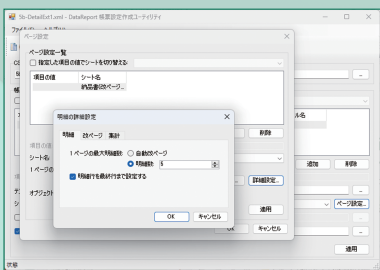 5b-DetailExt1.xml - DataReport 帳票設定作成ユーティリティ
ページ設定
ページ設定一覧
指定した項目の値でシートを切り替える:
項目の値 シート名
納品書(改ページ...
明細の詳細設定
明細 改ページ 集計
1 ページの最大明細数: 自動改ページ
明細数: 5
明細行を最終行まで設定する
OK キャンセル
削除
項目の値
シート名:
詳細設定...
オブジェクト
適用
OK キャンセル
追加 削除
ページ設定...
適用
状態